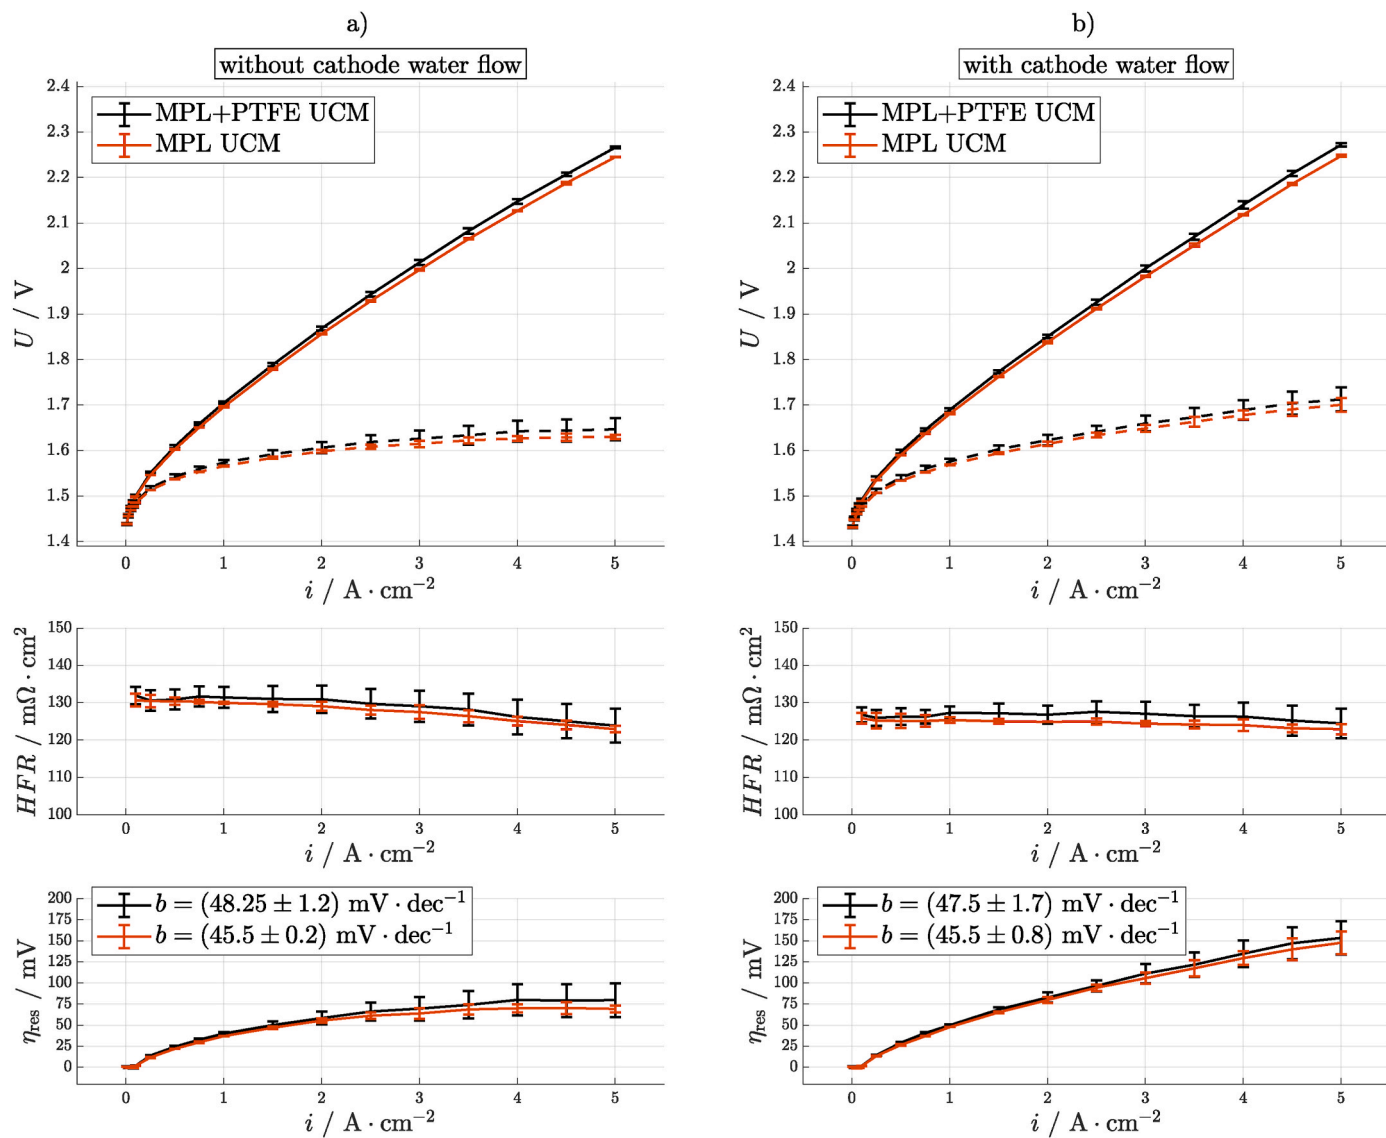 a)
without cathode water flow
MPL+PTFE UCM
MPL UCM
2.4
2.3
2.2
2.1
2
1.9
1.8
1.7
1.6
1.5
1.4
U / V
0 1 2 3 4 5
i / A · cm⁻²
150
140
130
120
110
100
HFR / mΩ · cm²
0 1 2 3 4 5
i / A · cm⁻²
b = (48.25 ± 1.2) mV · dec⁻¹
b = (45.5 ± 0.2) mV · dec⁻¹
200
175
150
125
100
75
50
25
0
η_res / mV
0 1 2 3 4 5
i / A · cm⁻²
b)
with cathode water flow
MPL+PTFE UCM
MPL UCM
2.4
2.3
2.2
2.1
2
1.9
1.8
1.7
1.6
1.5
1.4
U / V
0 1 2 3 4 5
i / A · cm⁻²
150
140
130
120
110
100
HFR / mΩ · cm²
0 1 2 3 4 5
i / A · cm⁻²
b = (47.5 ± 1.7) mV · dec⁻¹
b = (45.5 ± 0.8) mV · dec⁻¹
200
175
150
125
100
75
50
25
0
η_res / mV
0 1 2 3 4 5
i / A · cm⁻²